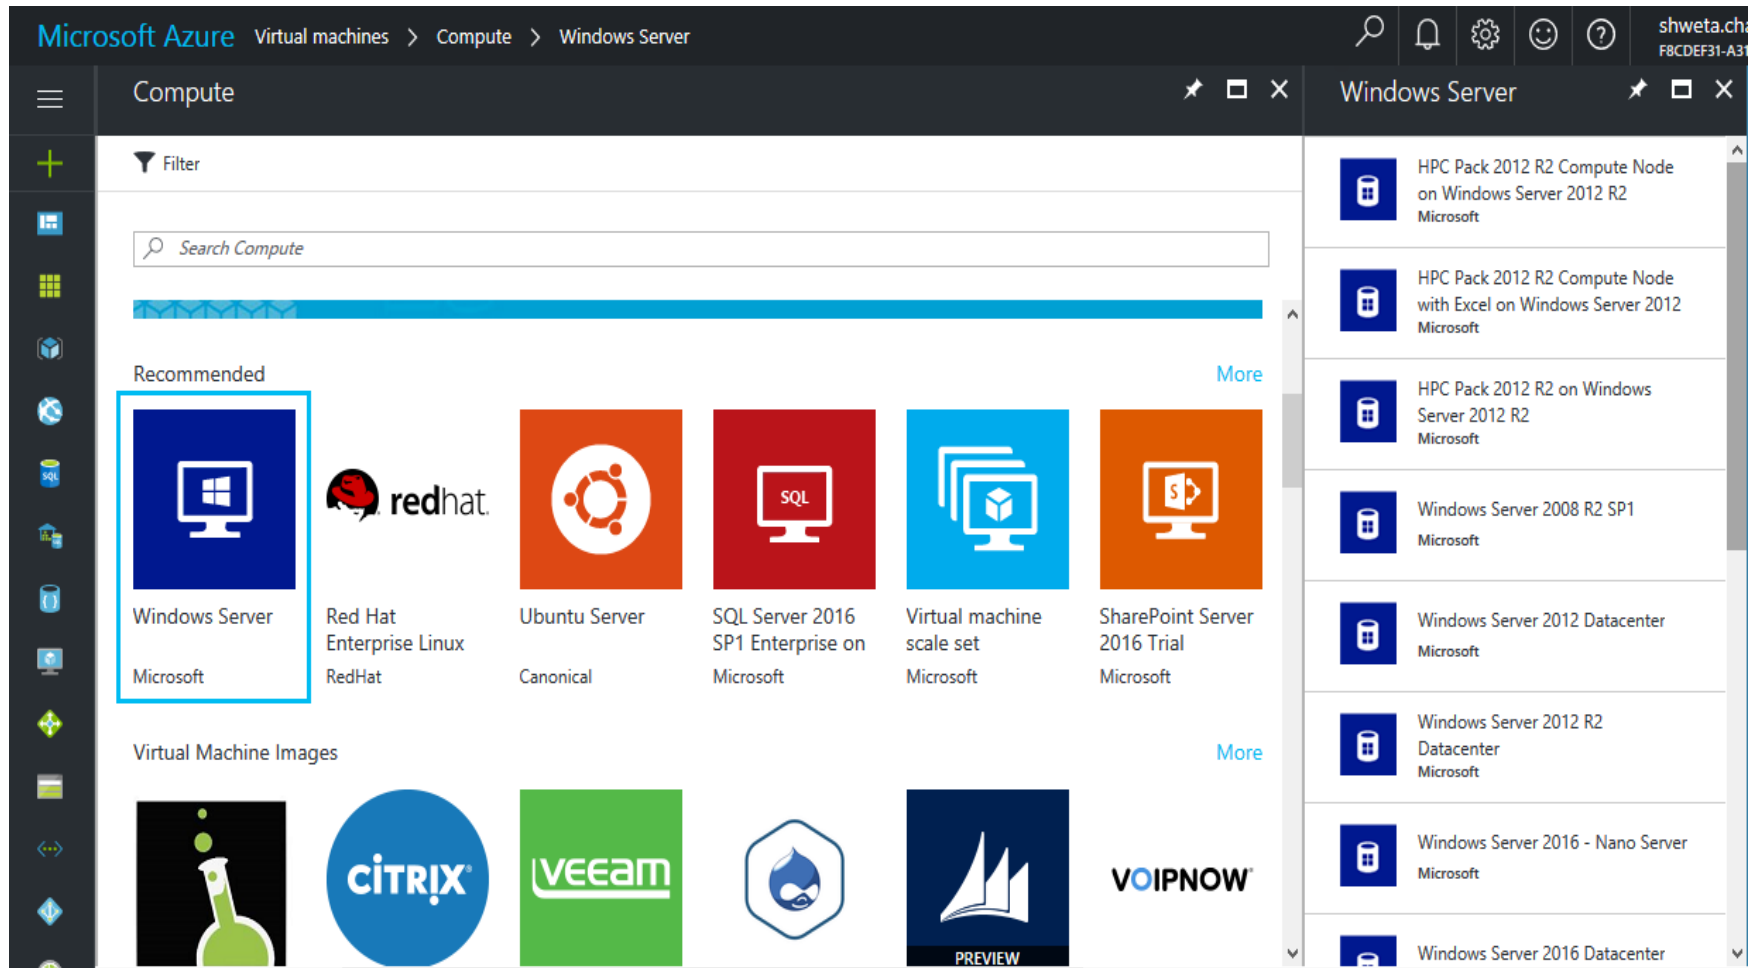 Microsoft Azure Virtual machines > Compute > Windows Server
shweta.cha
F8CDEF31-A31
Compute
Filter
Search Compute
Recommended
More
SQL
S
redhat.
Windows Server
Microsoft
Red Hat
Enterprise Linux
RedHat
Ubuntu Server
Canonical
SQL Server 2016
SP1 Enterprise on
Microsoft
Virtual machine
scale set
Microsoft
SharePoint Server
2016 Trial
Microsoft
Virtual Machine Images
More
CITRIX
veeam
PREVIEW
VOIPNOW
SQL
Windows Server
HPC Pack 2012 R2 Compute Node
on Windows Server 2012 R2
Microsoft
HPC Pack 2012 R2 Compute Node
with Excel on Windows Server 2012
Microsoft
HPC Pack 2012 R2 on Windows
Server 2012 R2
Microsoft
Windows Server 2008 R2 SP1
Microsoft
Windows Server 2012 Datacenter
Microsoft
Windows Server 2012 R2
Datacenter
Microsoft
Windows Server 2016 - Nano Server
Microsoft
Windows Server 2016 Datacenter